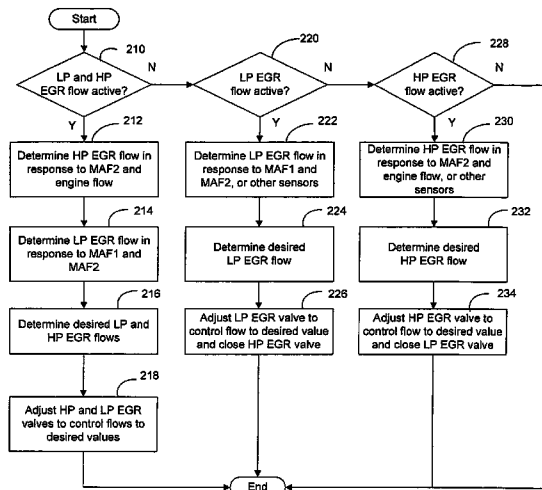 Start
210
LP and HP
EGR flow active?
N
Y
220
LP EGR
flow active?
N
Y
228
HP EGR
flow active?
N
Y
212
Determine HP EGR flow in
response to MAF2 and
engine flow
222
Determine LP EGR flow in
response to MAF1 and
MAF2, or other sensors
230
Determine HP EGR flow in
response to MAF2 and
engine flow, or other
sensors
214
Determine LP EGR flow in
response to MAF1 and
MAF2
224
Determine desired
LP EGR flow
232
Determine desired
HP EGR flow
216
Determine desired LP and
HP EGR flows
226
Adjust LP EGR valve to
control flow to desired value
and close HP EGR valve
234
Adjust HP EGR valve to
control flow to desired value
and close LP EGR valve
218
Adjust HP and LP EGR
valves to control flows to
desired values
End